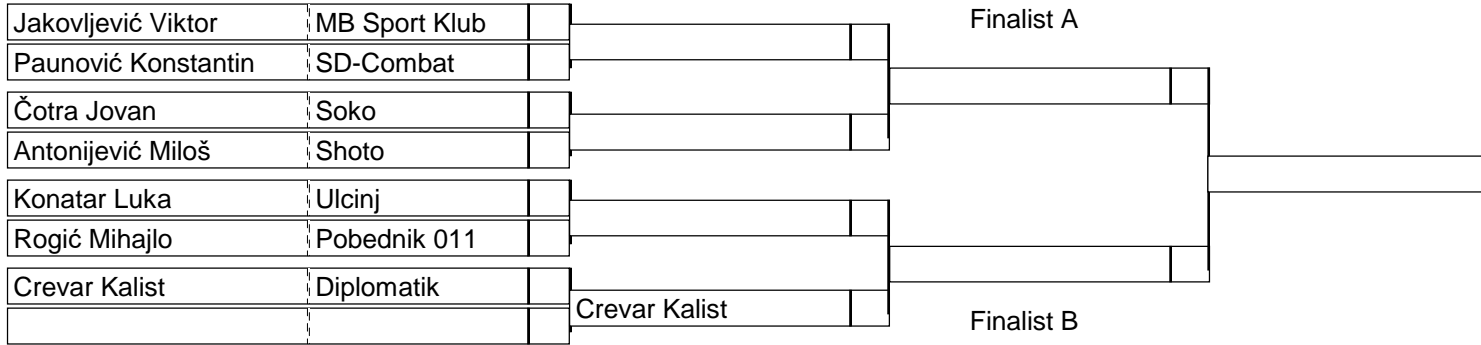 Jakovljević Viktor MB Sport Klub
Paunović Konstantin SD-Combat
Čotra Jovan Soko
Antonijević Miloš Shoto
Konatar Luka Ulcinj
Rogić Mihajlo Pobednik 011
Crevar Kalist Diplomatik
Crevar Kalist
Finalist A
Finalist B